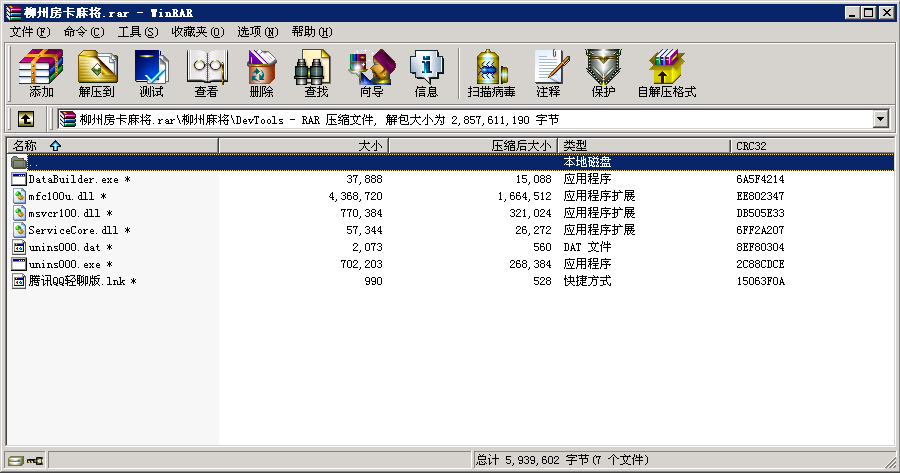 柳州房卡麻将.rar - WinRAR
文件(F) 命令(C) 工具(S) 收藏夹(O) 选项(N) 帮助(H)
添加 解压到 测试 查看 删除 查找 向导 信息 扫描病毒 注释 保护 自解压格式
柳州房卡麻将.rar\柳州麻将\DevTools - RAR 压缩文件, 解包大小为 2,857,611,190 字节
名称 大小 压缩后大小 类型 CRC32
.. 本地磁盘
DataBuilder.exe * 37,888 15,088 应用程序 6A5F4214
mfc100u.dll * 4,368,720 1,664,512 应用程序扩展 EE802347
msvcr100.dll * 770,384 321,024 应用程序扩展 DB505E33
ServiceCore.dll * 57,344 26,272 应用程序扩展 6FF2A207
unins000.dat * 2,073 560 DAT 文件 8EF80304
unins000.exe * 702,203 268,384 应用程序 2C88CDCE
腾讯QQ轻聊版.lnk * 990 528 快捷方式 15063F0A
总计 5,939,602 字节(7 个文件)